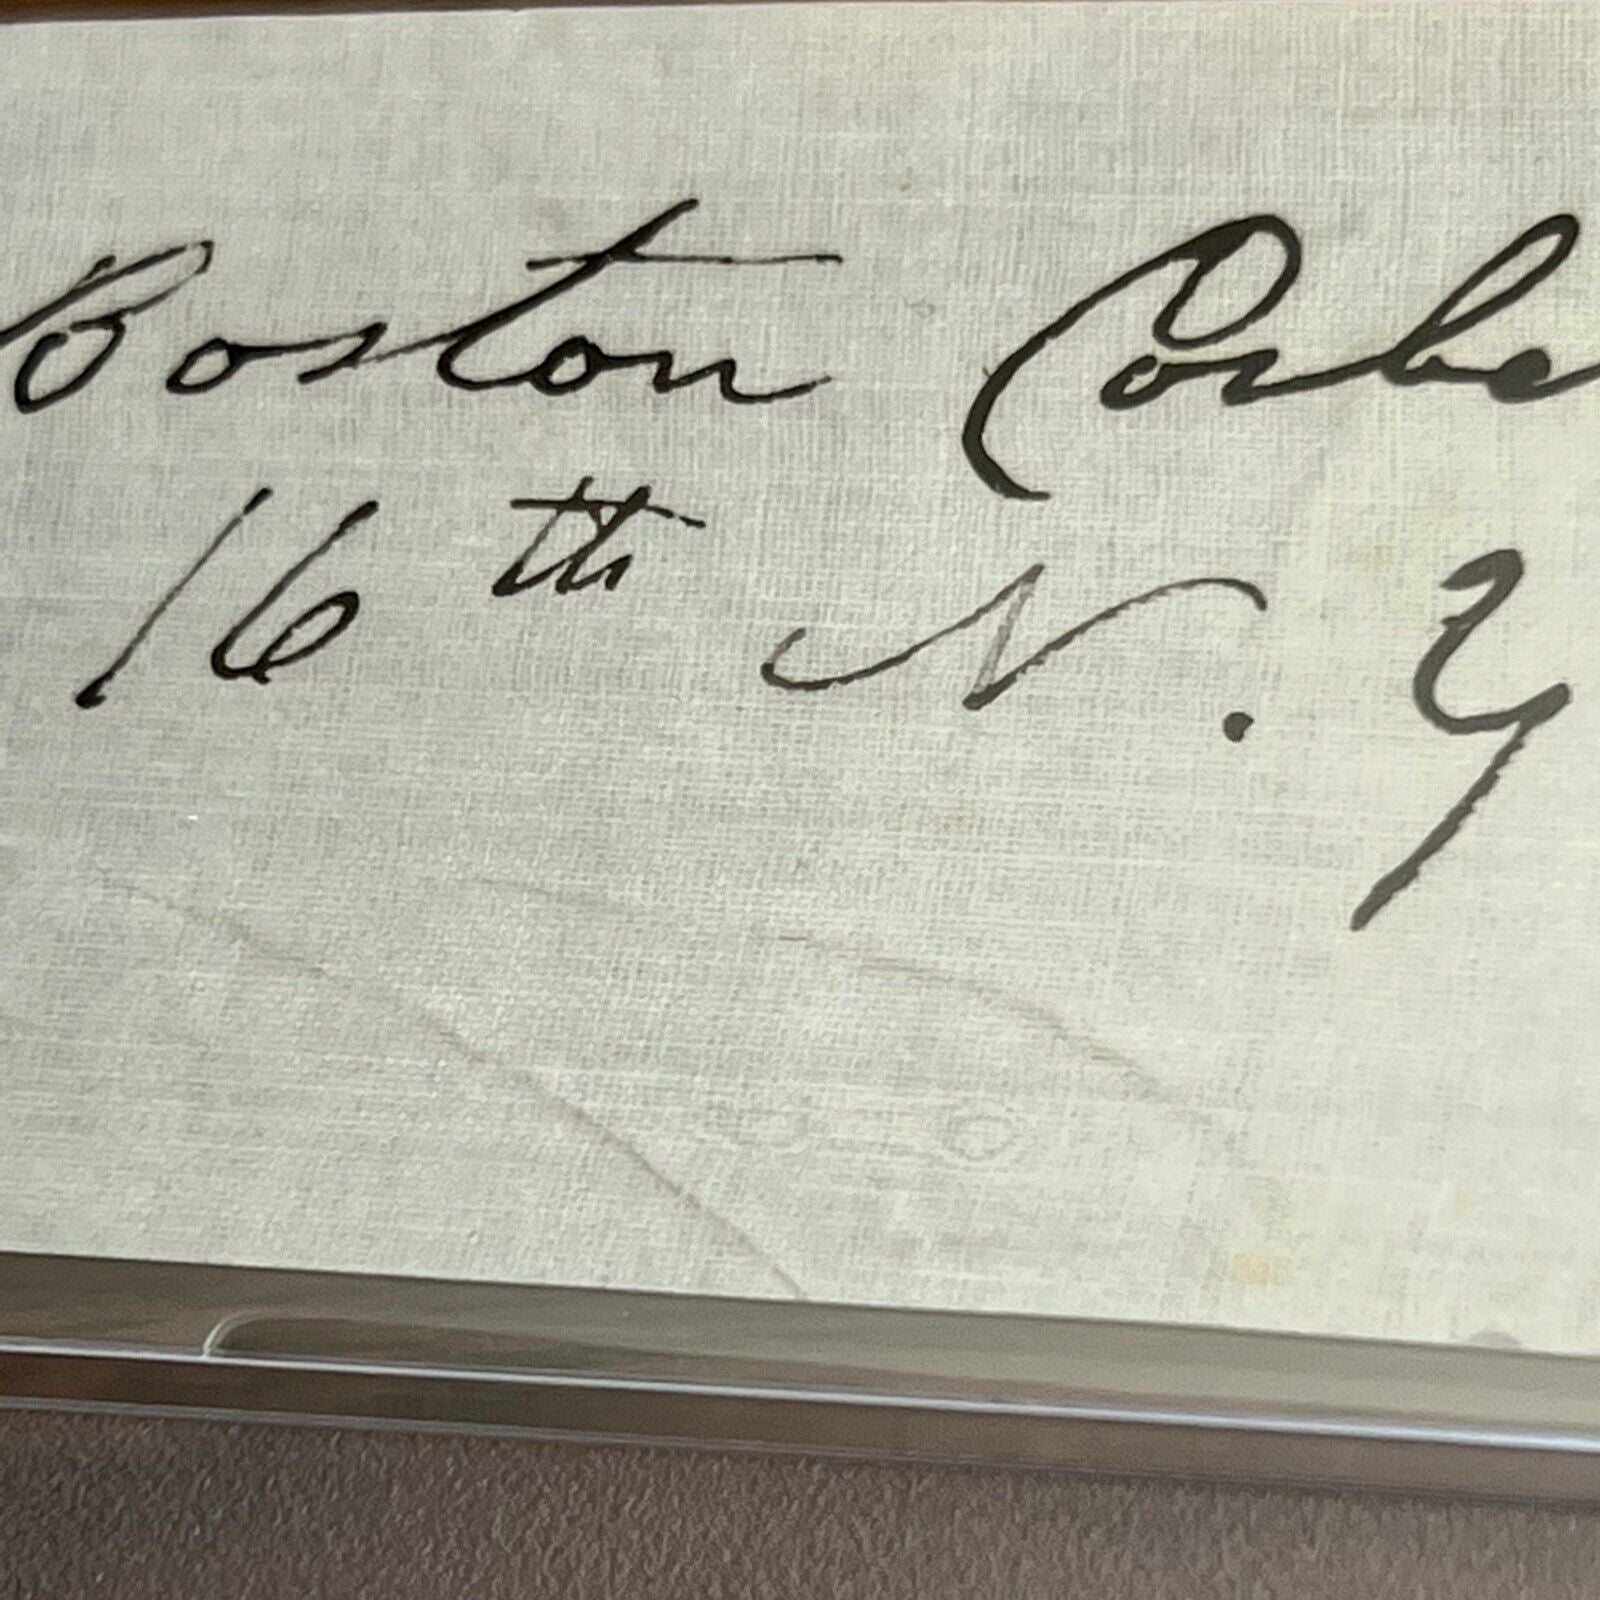 Boston Corbe
16th N. Y